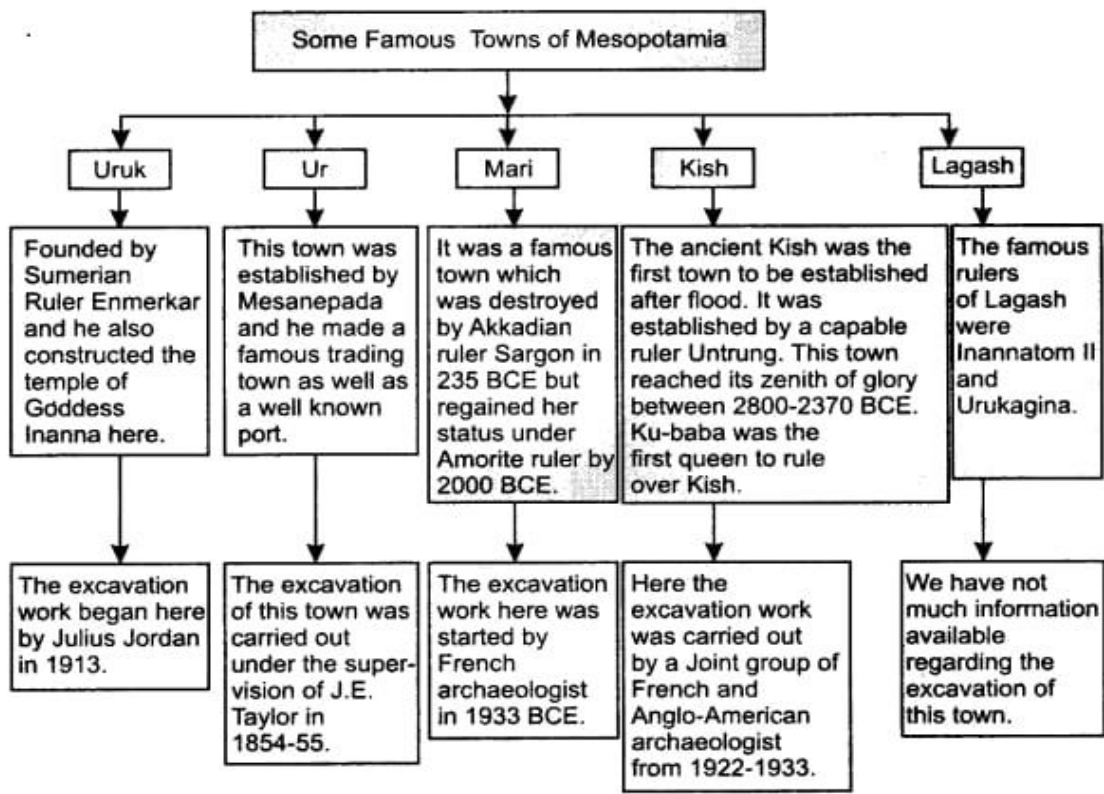 Some Famous Towns of Mesopotamia
Uruk
Ur
Mari
Kish
Lagash
Founded by
Sumerian
Ruler Enmerkar
and he also
constructed the
temple of
Goddess
Inanna here.
This town was
established by
Mesanepada
and he made a
famous trading
town as well as
a well known
port.
It was a famous
town which
was destroyed
by Akkadian
ruler Sargon in
235 BCE but
regained her
status under
Amorite ruler by
2000 BCE.
The ancient Kish was the
first town to be established
after flood. It was
established by a capable
ruler Untrung. This town
reached its zenith of glory
between 2800-2370 BCE.
Ku-baba was the
first queen to rule
over Kish.
The famous
rulers
of Lagash
were
Inannatom II
and
Urukagina.
The excavation
work began here
by Julius Jordan
in 1913.
The excavation
of this town was
carried out
under the super-
vision of J.E.
Taylor in
1854-55.
The excavation
work here was
started by
French
archaeologist
in 1933 BCE.
Here the
excavation work
was carried out
by a Joint group of
French and
Anglo-American
archaeologist
from 1922-1933.
We have not
much information
available
regarding the
excavation of
this town.